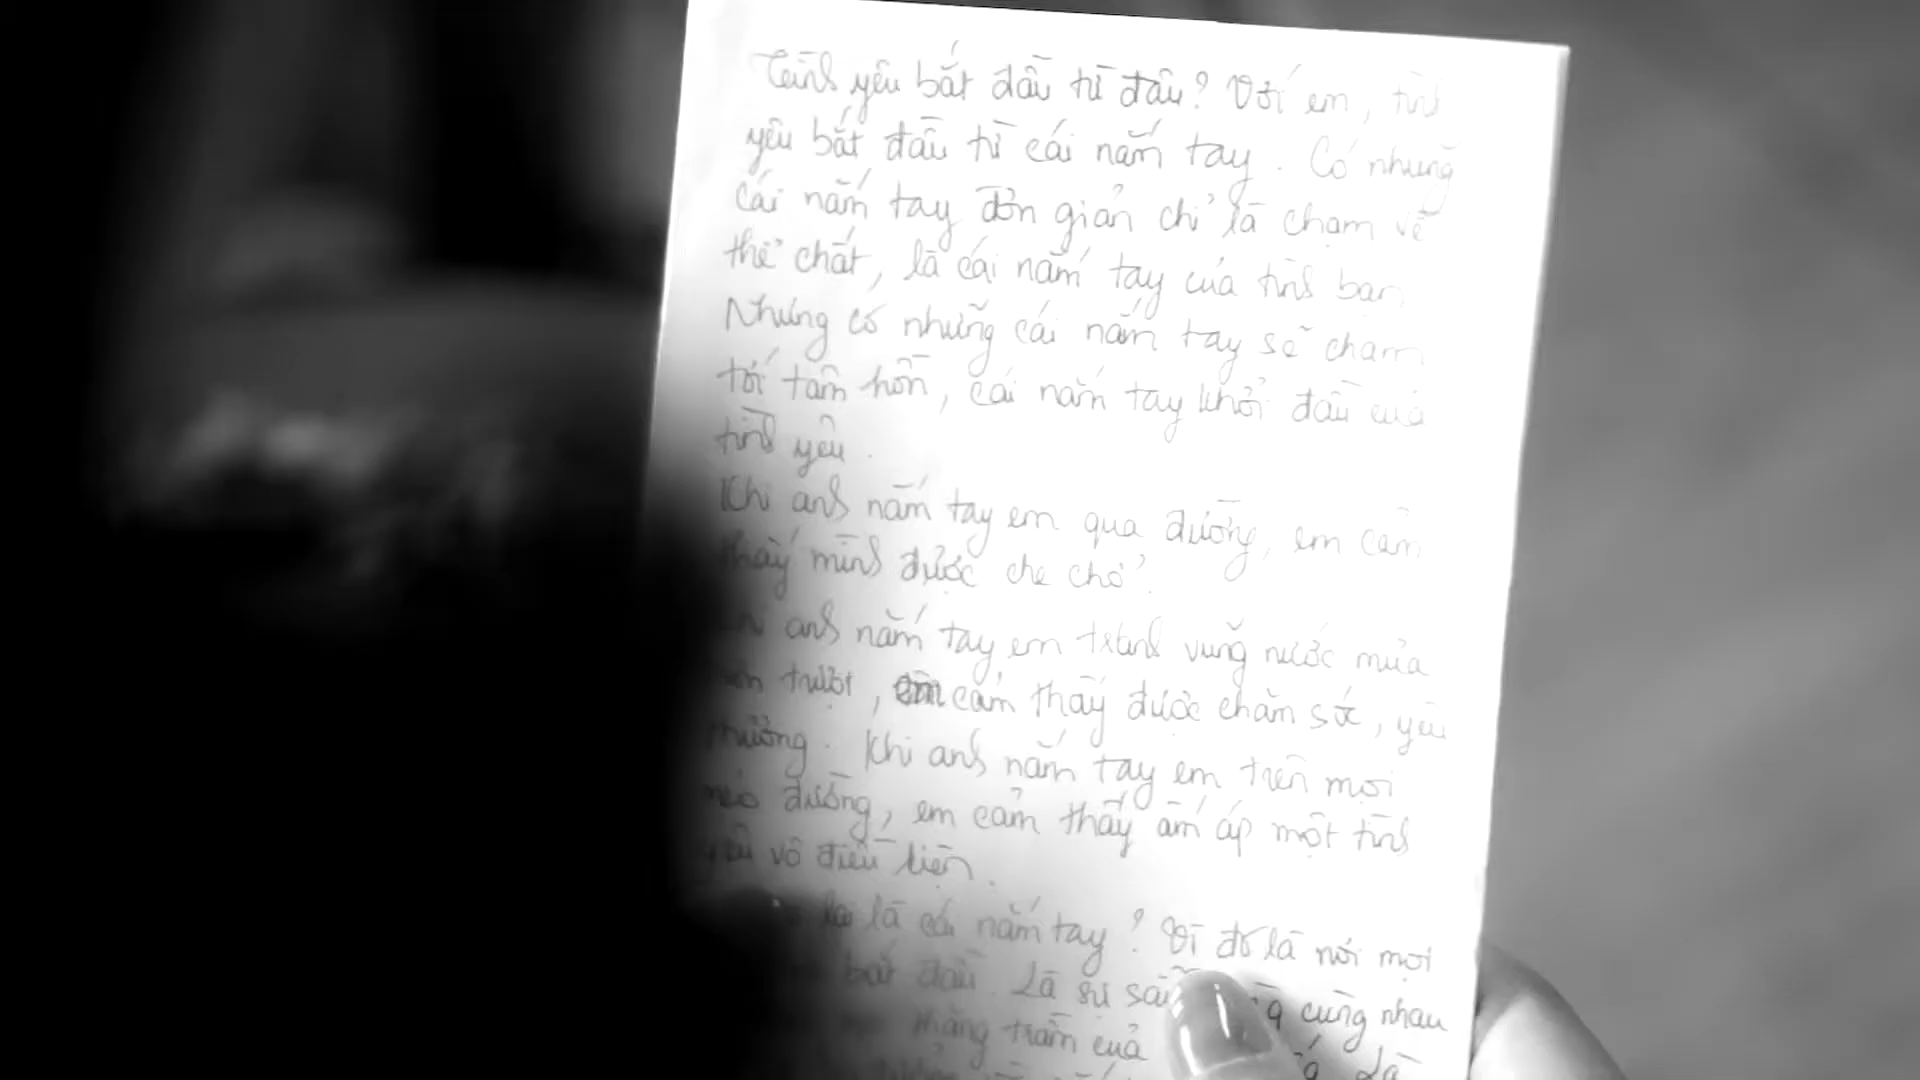 Tình yêu bắt đầu từ đâu? Với em, tình
yêu bắt đầu từ cái nắm tay. Có những
cái nắm tay đơn giản chỉ là chạm về
thể chất, là cái nắm tay của tình bạn
Nhưng có những cái nắm tay sẽ chạm
tới tâm hồn, cái nắm tay khởi đầu của
tình yêu.
Khi anh nắm tay em qua đường, em cảm
thấy mình được che chở.
anh nắm tay em tránh vũng nước mưa
trượt, em cảm thấy được chăm sóc, yêu
thương. Khi anh nắm tay em trên mọi
nẻo đường, em cảm thấy ấm áp một tình
yêu vô điều kiện.
lại là cái nắm tay? Vì đó là nơi mọi
bắt đầu. Là sự cùng nhau
thăng trầm của
Là